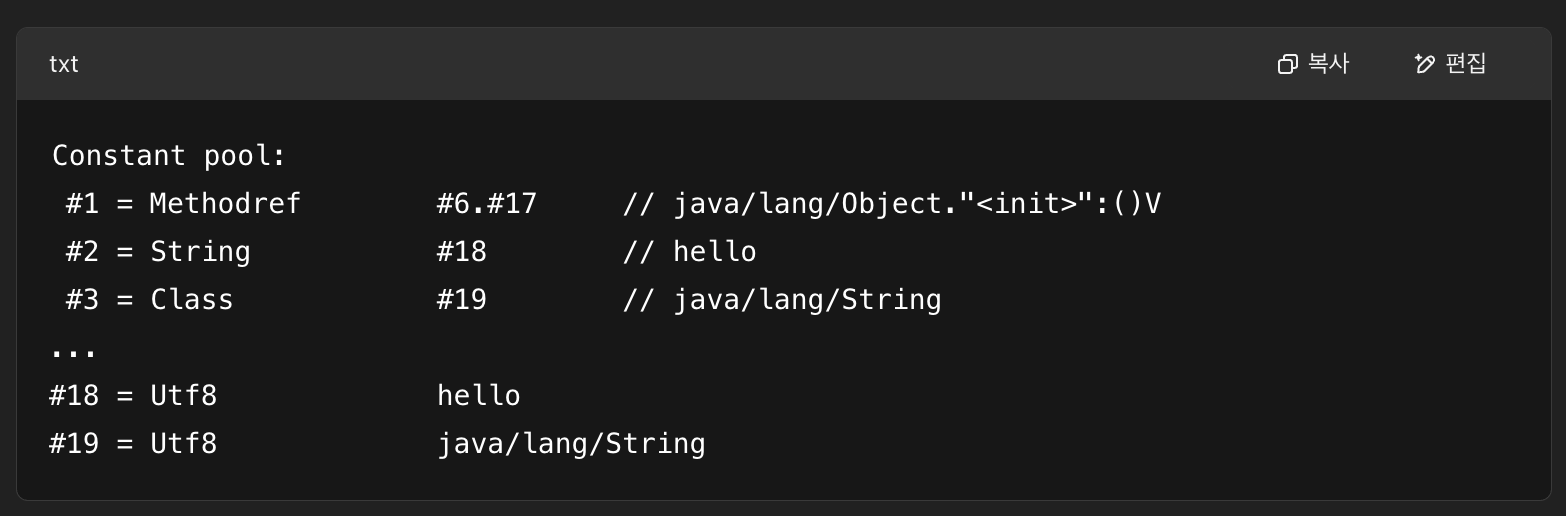 txt 복사 편집
Constant pool:
 #1 = Methodref        #6.#17     // java/lang/Object."<init>":()V
 #2 = String           #18        // hello
 #3 = Class            #19        // java/lang/String
...
#18 = Utf8             hello
#19 = Utf8             java/lang/String